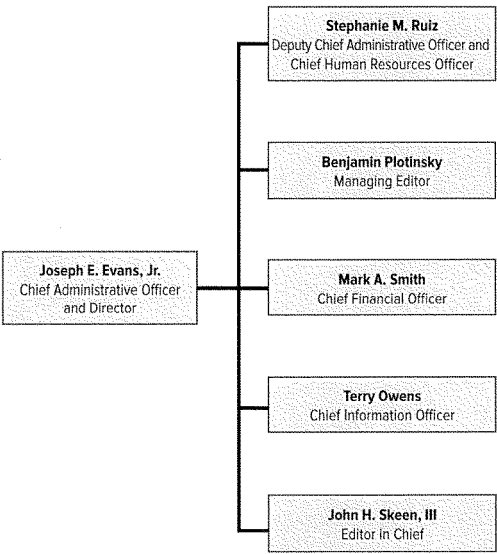 Stephanie M. Ruiz
Deputy Chief Administrative Officer and
Chief Human Resources Officer
Benjamin Plotinsky
Managing Editor
Joseph E. Evans, Jr.
Chief Administrative Officer
and Director
Mark A. Smith
Chief Financial Officer
Terry Owens
Chief Information Officer
John H. Skeen, III
Editor in Chief